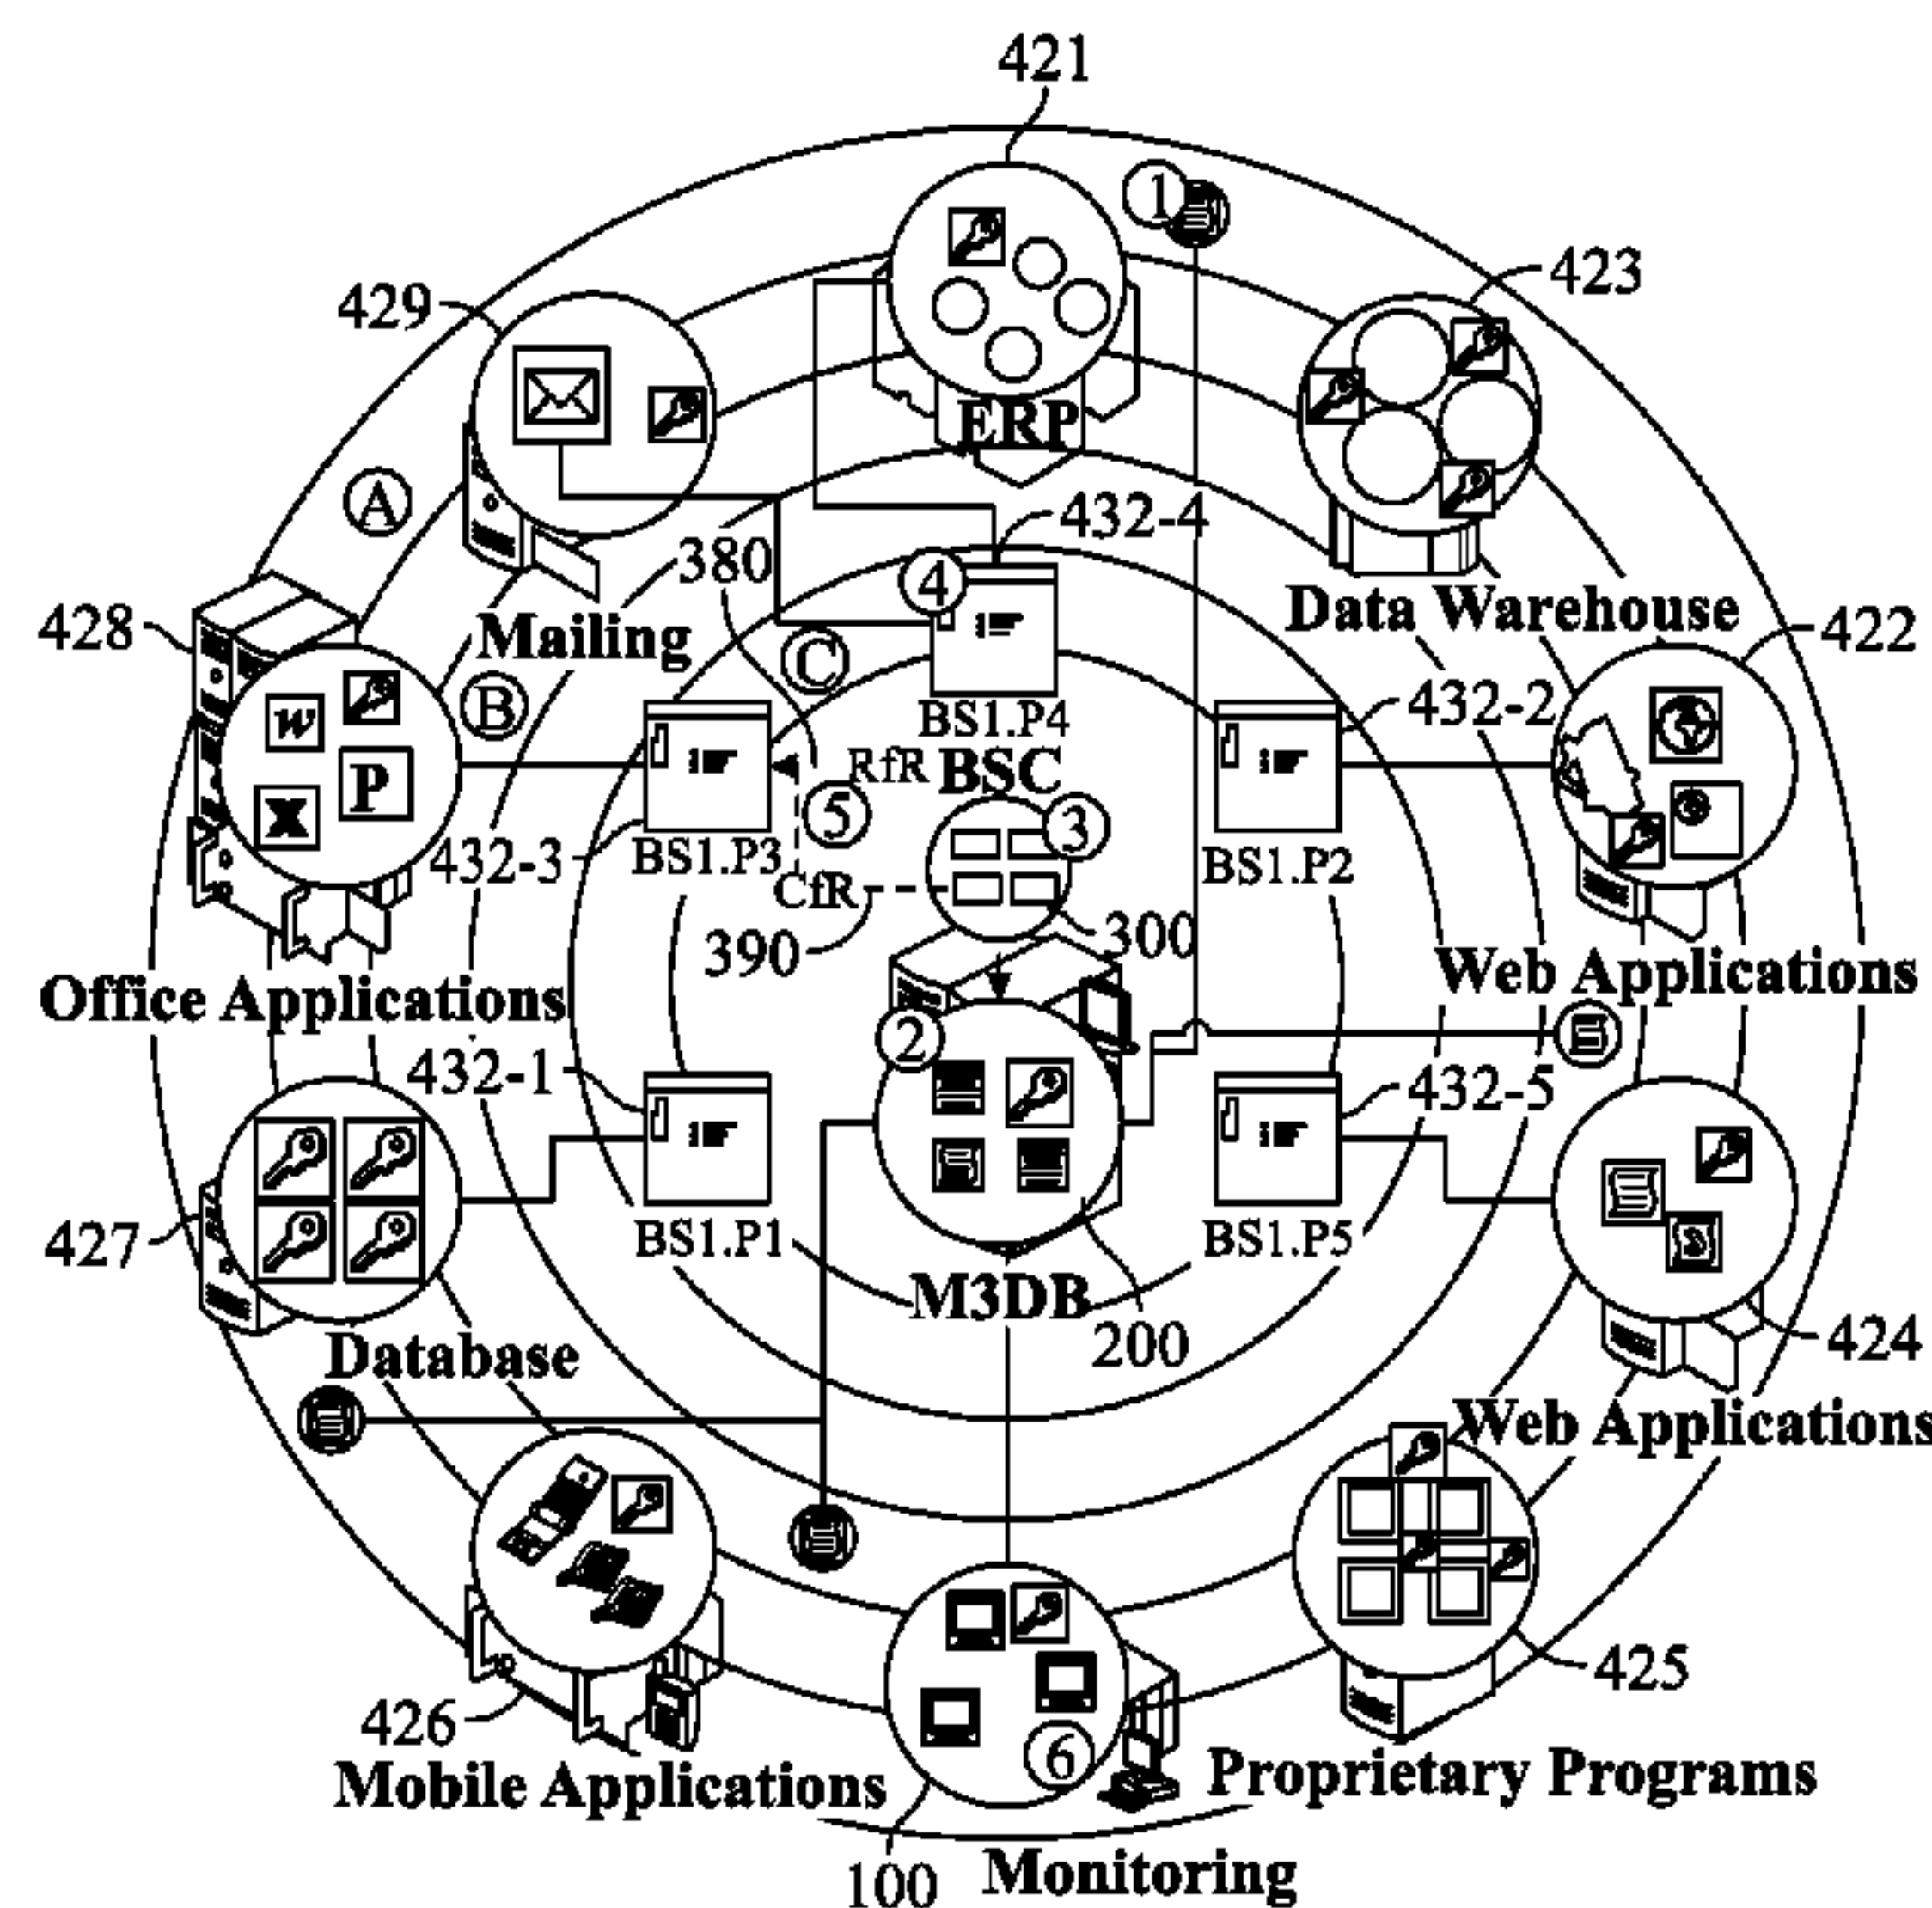 421
1
423
429
ERP
A
432-4
380
4
Data Warehouse
428
Mailing
422
C
B
432-2
W
BS1.P4
P
RfR
BSC
X
5
3
432-3
BS1.P3
BS1.P2
CfR
390
300
Office Applications
Web Applications
2
432-1
432-5
427
BS1.P1
BS1.P5
M3DB
200
424
Database
Web Applications
425
426
6
Mobile Applications
Proprietary Programs
100
Monitoring